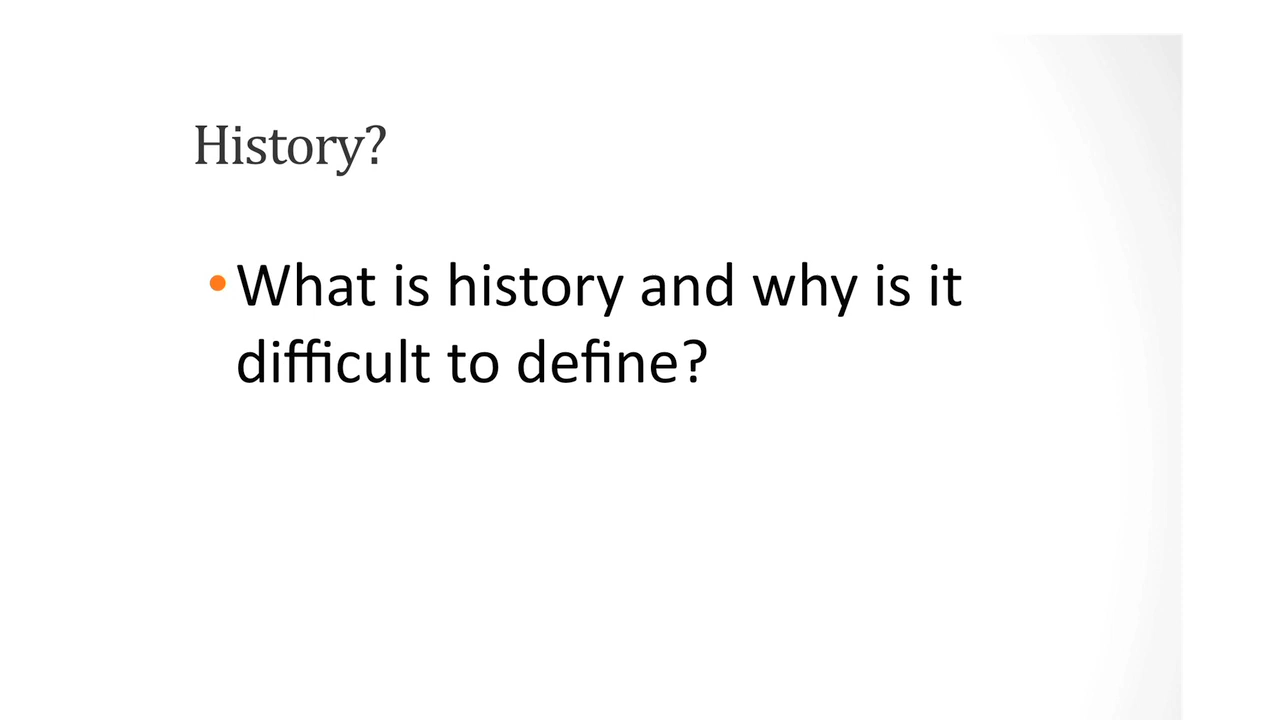 History?
•What is history and why is it
difficult to define?